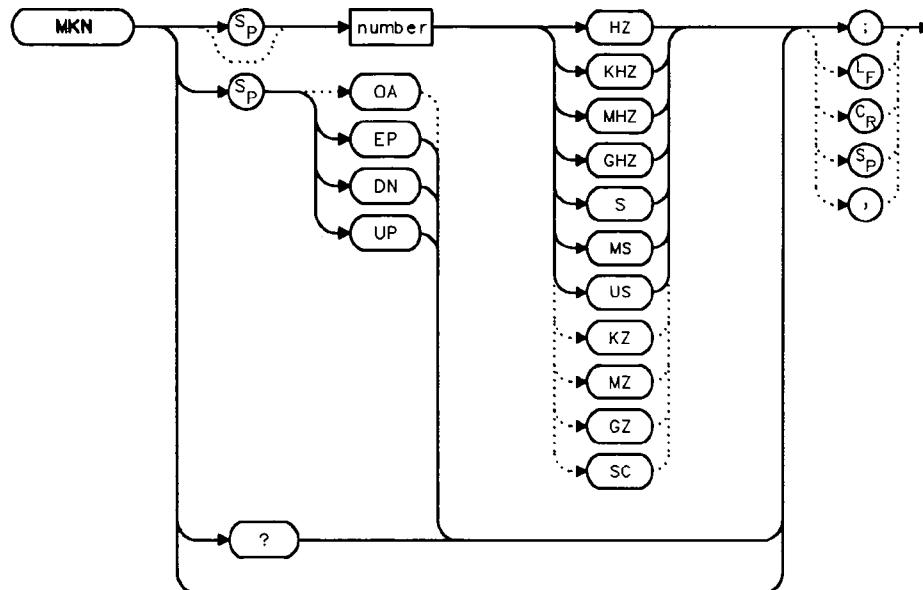 MKN
SP
number
HZ
;
KHZ
LF
SP
OA
MHZ
CR
EP
GHZ
SP
DN
S
,
UP
MS
US
KZ
MZ
GZ
SC
?